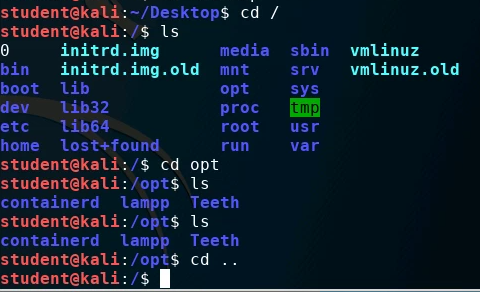 student@kali:~/Desktop$ cd /
student@kali:/$ ls
0     initrd.img      media  sbin  vmlinuz
bin   initrd.img.old  mnt    srv   vmlinuz.old
boot  lib             opt    sys
dev   lib32           proc   tmp
etc   lib64           root   usr
home  lost+found      run    var
student@kali:/$ cd opt
student@kali:/opt$ ls
containerd  lampp  Teeth
student@kali:/opt$ ls
containerd  lampp  Teeth
student@kali:/opt$ cd ..
student@kali:/$